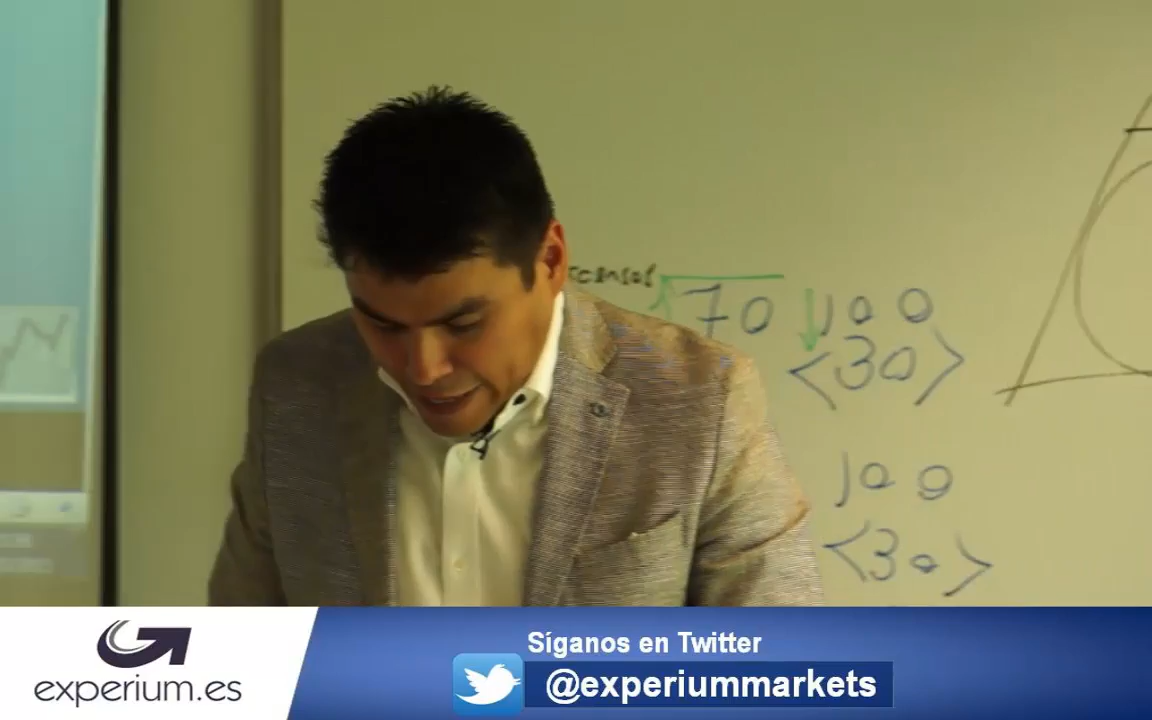 70 100
<30>
100
<30>
experium.es
Síganos en Twitter
@experiummarkets